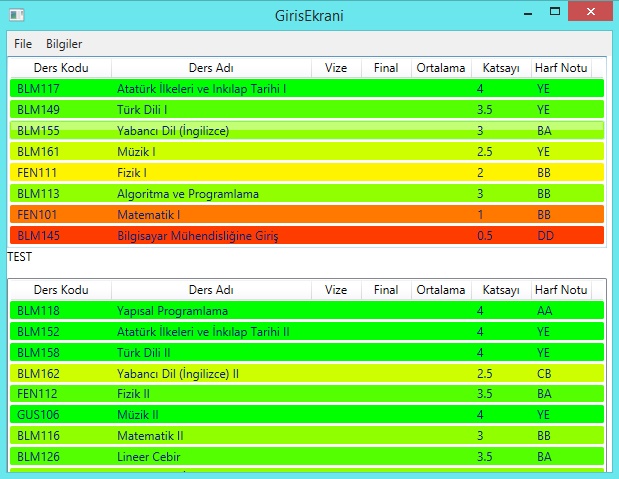 GirisEkrani
File Bilgiler
Ders Kodu Ders Adı Vize Final Ortalama Katsayı Harf Notu
BLM117 Atatürk İlkeleri ve İnkılap Tarihi I 4 YE
BLM149 Türk Dili I 3.5 YE
BLM155 Yabancı Dil (İngilizce) 3 BA
BLM161 Müzik I 2.5 YE
FEN111 Fizik I 2 BB
BLM113 Algoritma ve Programlama 3 BB
FEN101 Matematik I 1 BB
BLM145 Bilgisayar Mühendisliğine Giriş 0.5 DD
TEST
Ders Kodu Ders Adı Vize Final Ortalama Katsayı Harf Notu
BLM118 Yapısal Programlama 4 AA
BLM152 Atatürk İlkeleri ve İnkılap Tarihi II 4 YE
BLM158 Türk Dili II 4 YE
BLM162 Yabancı Dil (İngilizce) II 2.5 CB
FEN112 Fizik II 3.5 BA
GUS106 Müzik II 4 YE
BLM116 Matematik II 3 BB
BLM126 Lineer Cebir 3.5 BA